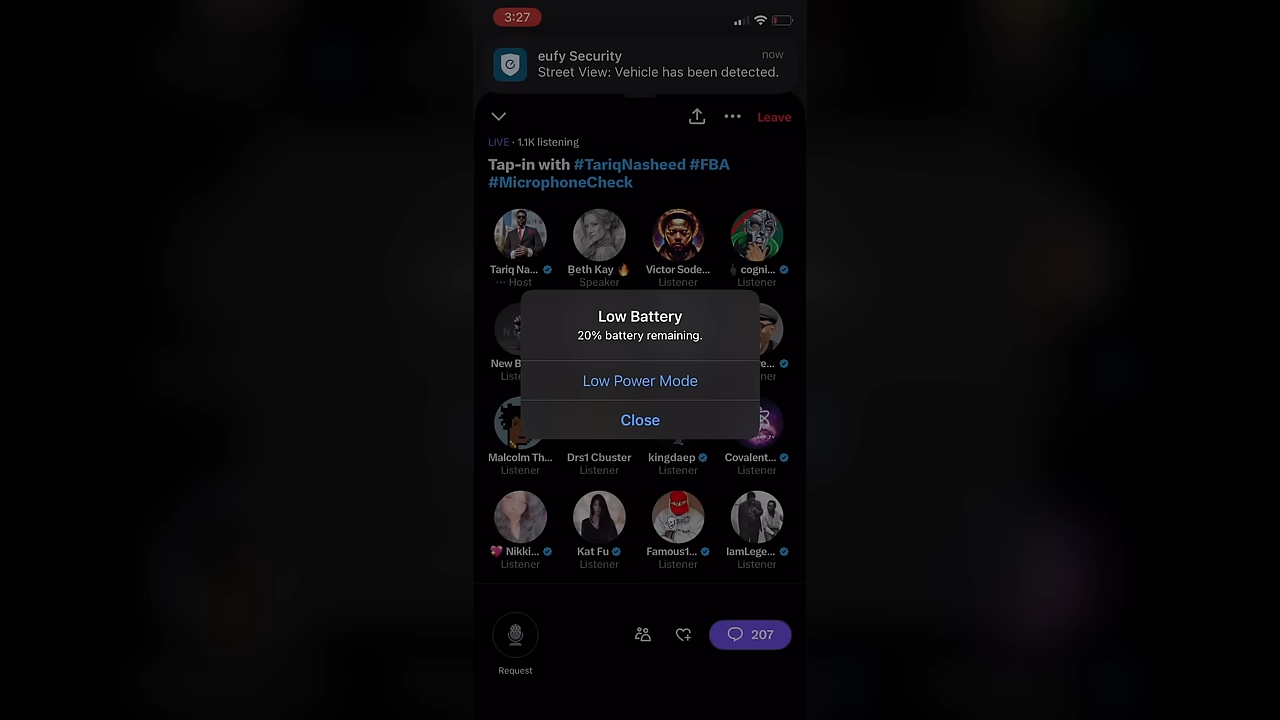 3:27
eufy Security
now
Street View: Vehicle has been detected.
Leave
LIVE · 1.1K listening
Tap-in with #TariqNasheed #FBA
#MicrophoneCheck
Tariq Na...
Beth Kay 🔥
Victor Sode...
cogni...
Host
Speaker
Listener
Listener
Low Battery
20% battery remaining.
New B
e...
Liste
ner
Low Power Mode
Close
Malcolm Th...
Drs1 Cbuster
kingdaep
Covalent...
Listener
Listener
Listener
Listener
💖 Nikki...
Kat Fu
Famous1...
IamLege...
Listener
Listener
Listener
Listener
207
Request